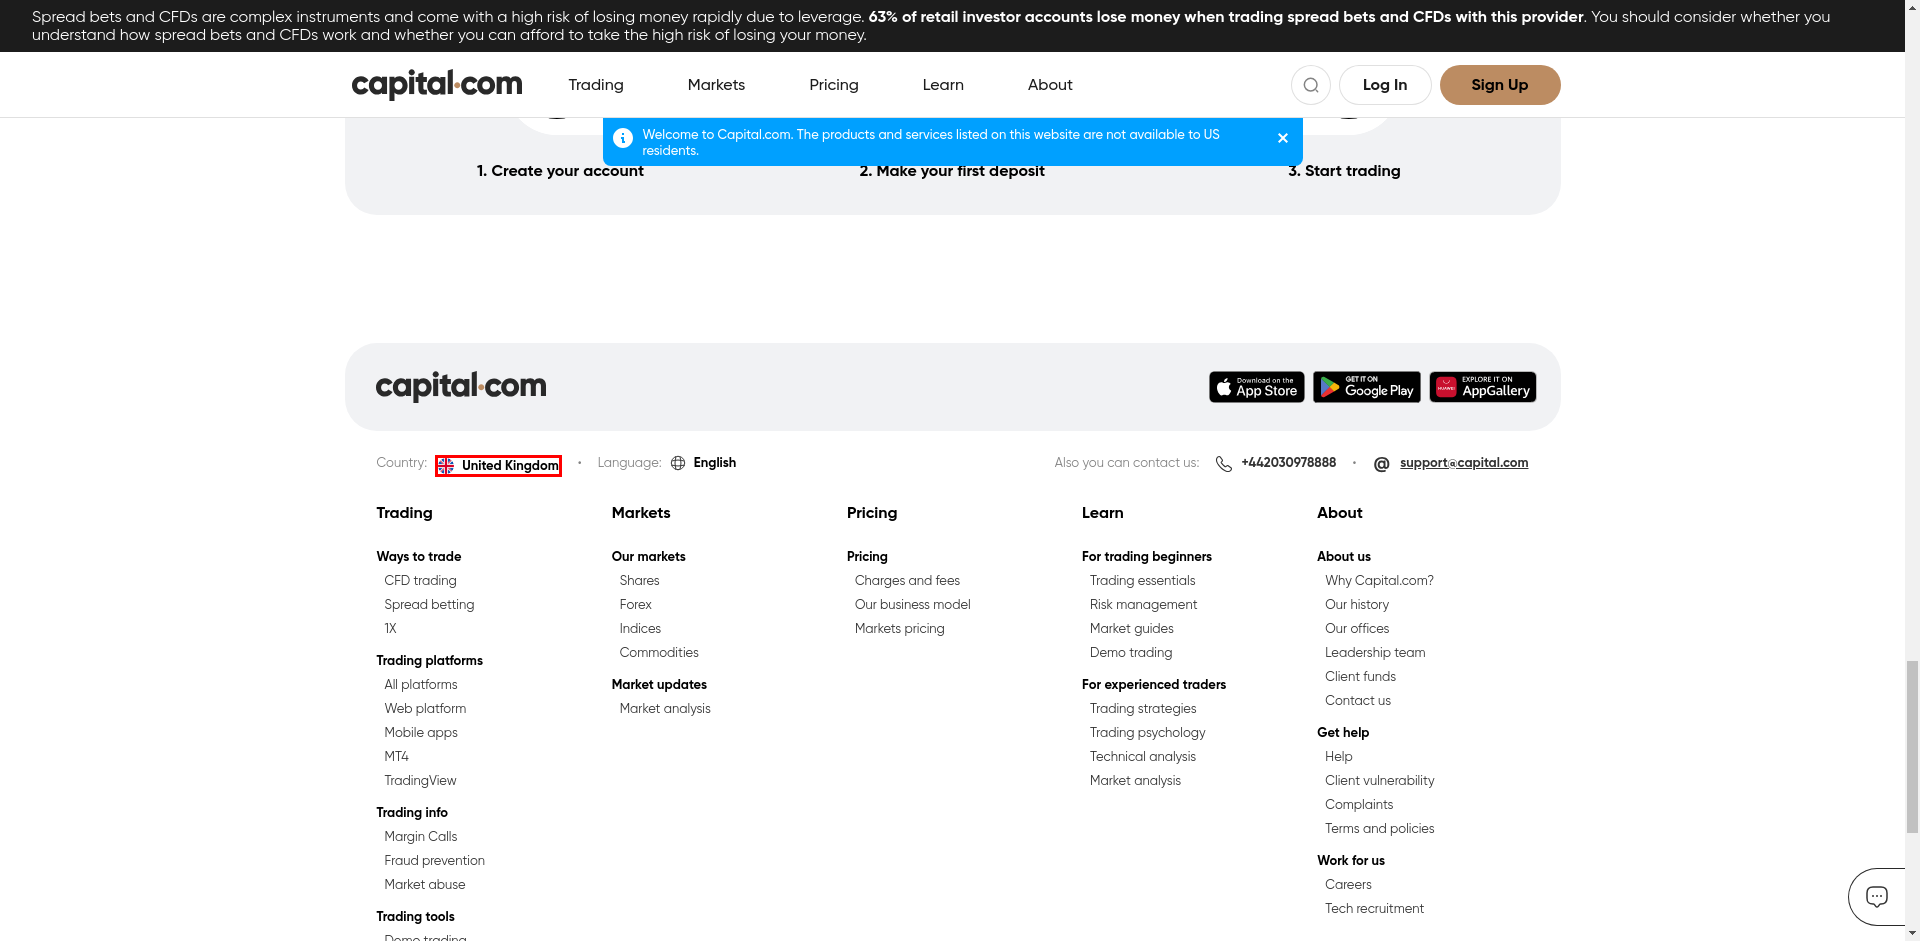 Spread bets and CFDs are complex instruments and come with a high risk of losing money rapidly due to leverage. 63% of retail investor accounts lose money when trading spread bets and CFDs with this provider. You should consider whether you
understand how spread bets and CFDs work and whether you can afford to take the high risk of losing your money.
capital.com
Trading
Markets
Pricing
Learn
About
Log In
Sign Up
Welcome to Capital.com. The products and services listed on this website are not available to US
residents.
1. Create your account
2. Make your first deposit
3. Start trading
capital.com
Download on the
App Store
GET IT ON
Google Play
EXPLORE IT ON
AppGallery
Country:
United Kingdom
Language:
English
Also you can contact us:
+442030978888
support@capital.com
Trading
Ways to trade
CFD trading
Spread betting
1X
Trading platforms
All platforms
Web platform
Mobile apps
MT4
TradingView
Trading info
Margin Calls
Fraud prevention
Market abuse
Trading tools
Demo trading
Markets
Our markets
Shares
Forex
Indices
Commodities
Market updates
Market analysis
Pricing
Pricing
Charges and fees
Our business model
Markets pricing
Learn
For trading beginners
Trading essentials
Risk management
Market guides
Demo trading
For experienced traders
Trading strategies
Trading psychology
Technical analysis
Market analysis
About
About us
Why Capital.com?
Our history
Our offices
Leadership team
Client funds
Contact us
Get help
Help
Client vulnerability
Complaints
Terms and policies
Work for us
Careers
Tech recruitment